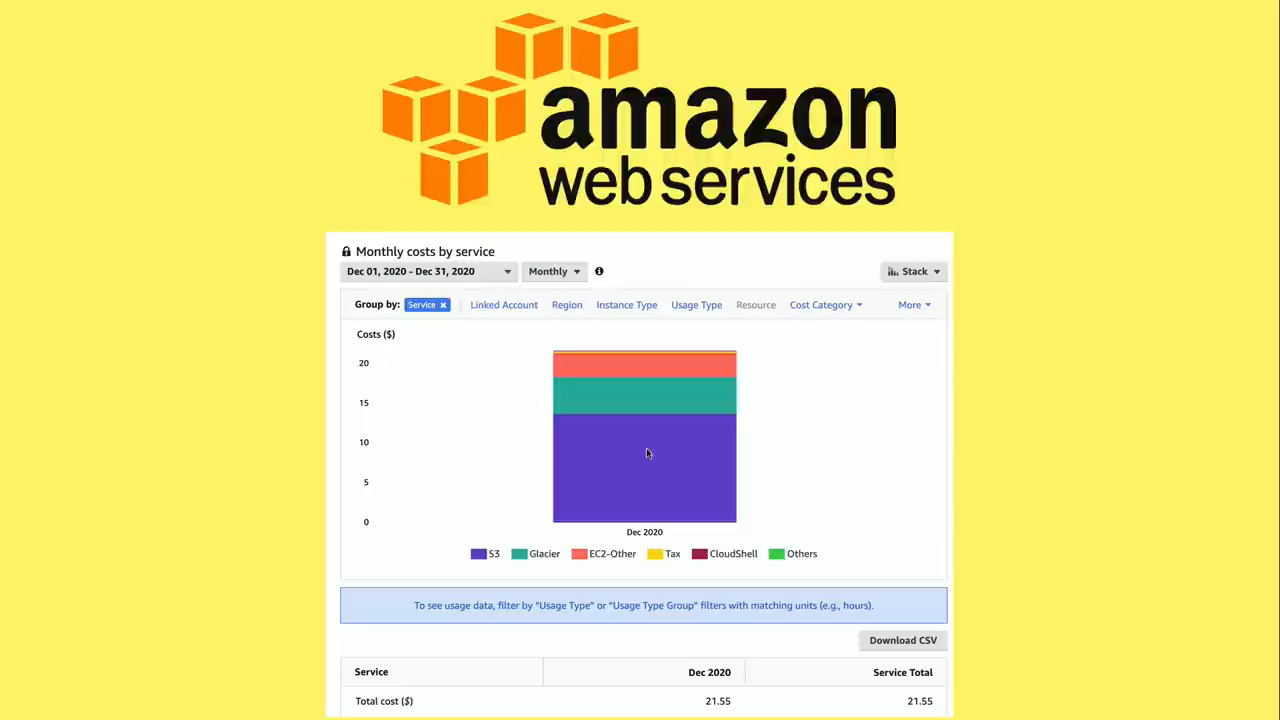 amazon
web services
Monthly costs by service
Dec 01, 2020 - Dec 31, 2020 Monthly Stack
Group by: Service Linked Account Region Instance Type Usage Type Resource Cost Category More
Costs ($)
20
15
10
5
0
Dec 2020
S3 Glacier EC2-Other Tax CloudShell Others
To see usage data, filter by "Usage Type" or "Usage Type Group" filters with matching units (e.g., hours).
Download CSV
Service Dec 2020 Service Total
Total cost ($) 21.55 21.55